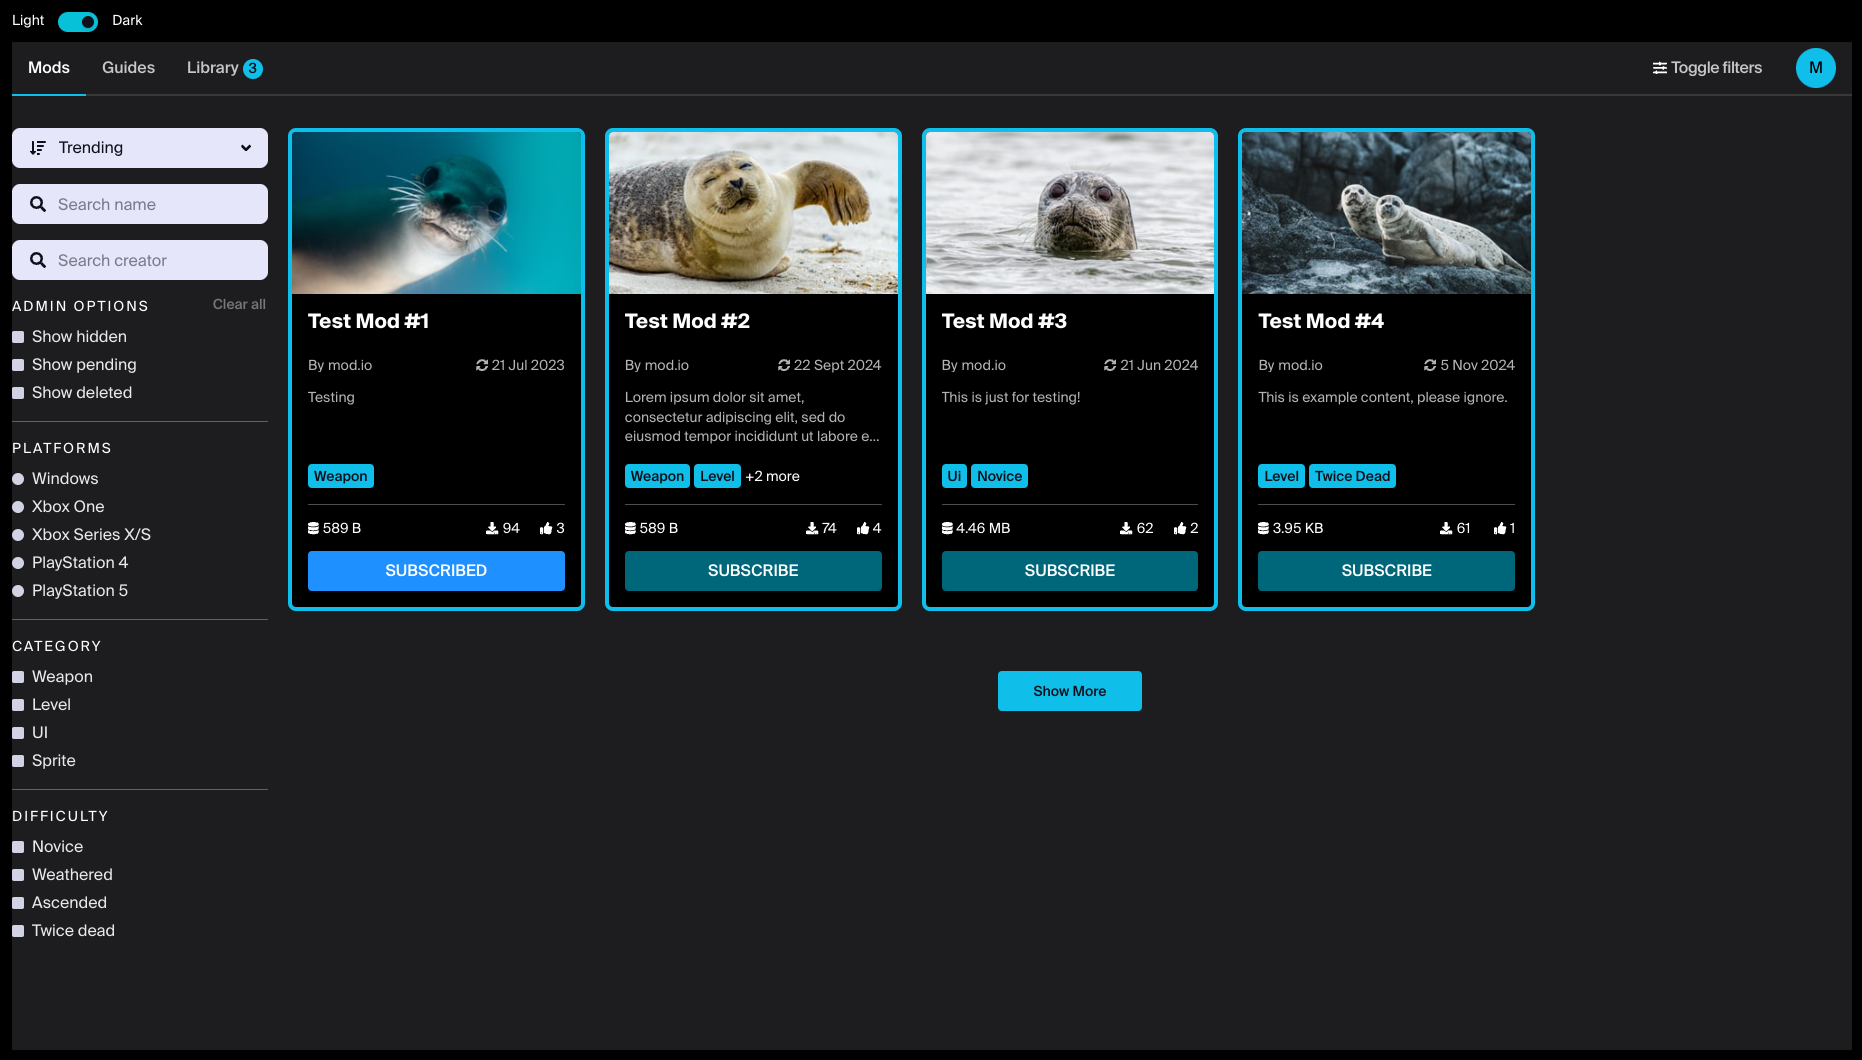 Light Dark
Mods Guides Library 3 Toggle filters M
Trending
Search name
Search creator
ADMIN OPTIONS Clear all
Show hidden
Show pending
Show deleted
PLATFORMS
Windows
Xbox One
Xbox Series X/S
PlayStation 4
PlayStation 5
CATEGORY
Weapon
Level
UI
Sprite
DIFFICULTY
Novice
Weathered
Ascended
Twice dead
Test Mod #1
By mod.io 21 Jul 2023
Testing
Weapon
589 B 94 3
SUBSCRIBED
Test Mod #2
By mod.io 22 Sept 2024
Lorem ipsum dolor sit amet,
consectetur adipiscing elit, sed do
eiusmod tempor incididunt ut labore e...
Weapon Level +2 more
589 B 74 4
SUBSCRIBE
Test Mod #3
By mod.io 21 Jun 2024
This is just for testing!
Ui Novice
4.46 MB 62 2
SUBSCRIBE
Test Mod #4
By mod.io 5 Nov 2024
This is example content, please ignore.
Level Twice Dead
3.95 KB 61 1
SUBSCRIBE
Show More